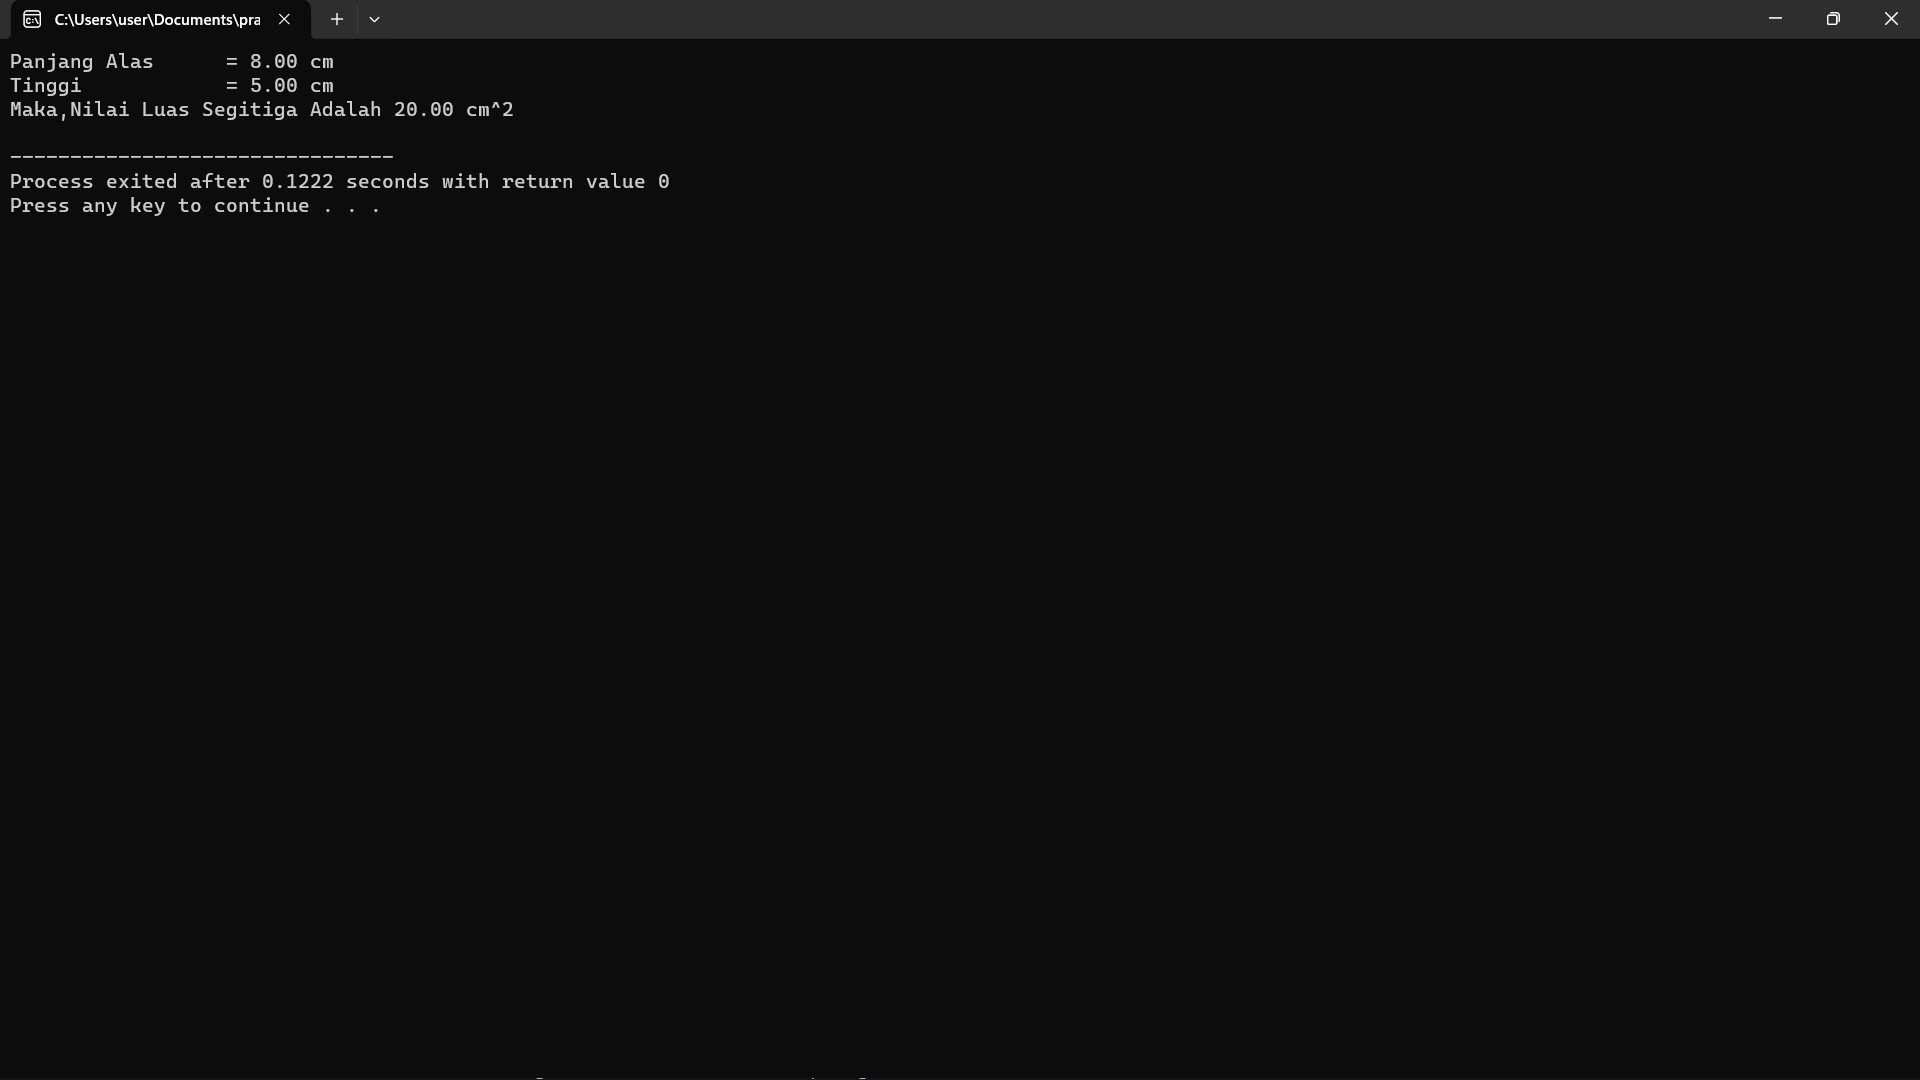 C:\Users\user\Documents\pra
Panjang Alas      = 8.00 cm
Tinggi            = 5.00 cm
Maka,Nilai Luas Segitiga Adalah 20.00 cm^2
--------------------------------
Process exited after 0.1222 seconds with return value 0
Press any key to continue . . .